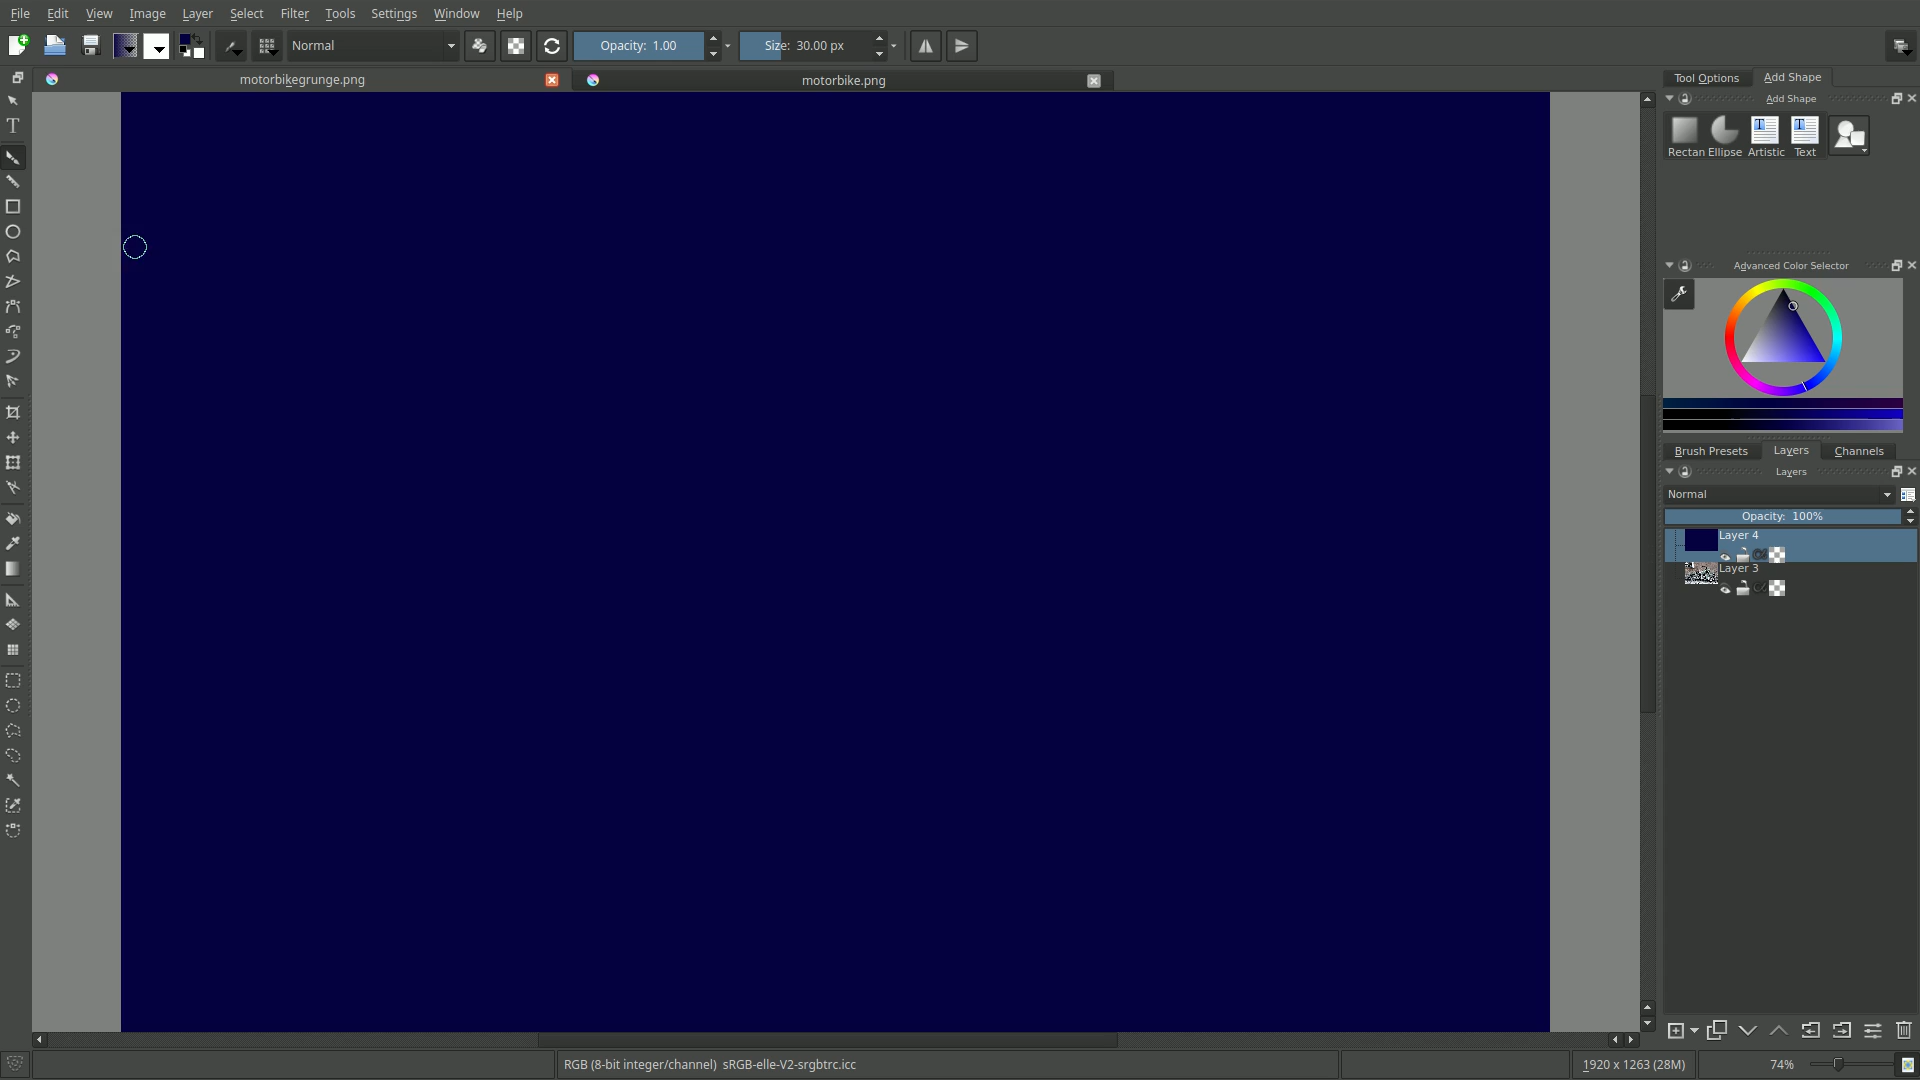 File Edit View Image Layer Select Filter Tools Settings Window Help
Normal Opacity: 1.00 Size: 30.00 px
motorbikegrunge.png motorbike.png
Tool Options Add Shape
Add Shape
Rectan Ellipse Artistic Text
Advanced Color Selector
Brush Presets Layers Channels
Layers
Normal
Opacity: 100%
Layer 4
Layer 3
RGB (8-bit integer/channel) sRGB-elle-V2-srgbtrc.icc 1920 x 1263 (28M) 74%